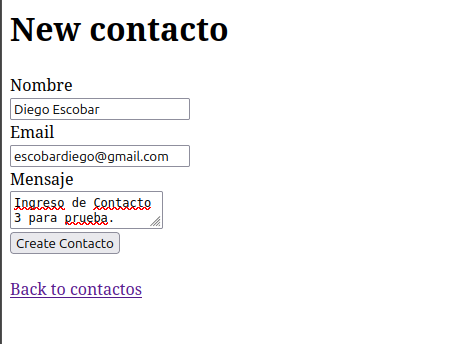 New contacto
Nombre
Diego Escobar
Email
escobardiego@gmail.com
Mensaje
Ingreso de Contacto
3 para prueba.
Create Contacto
Back to contactos